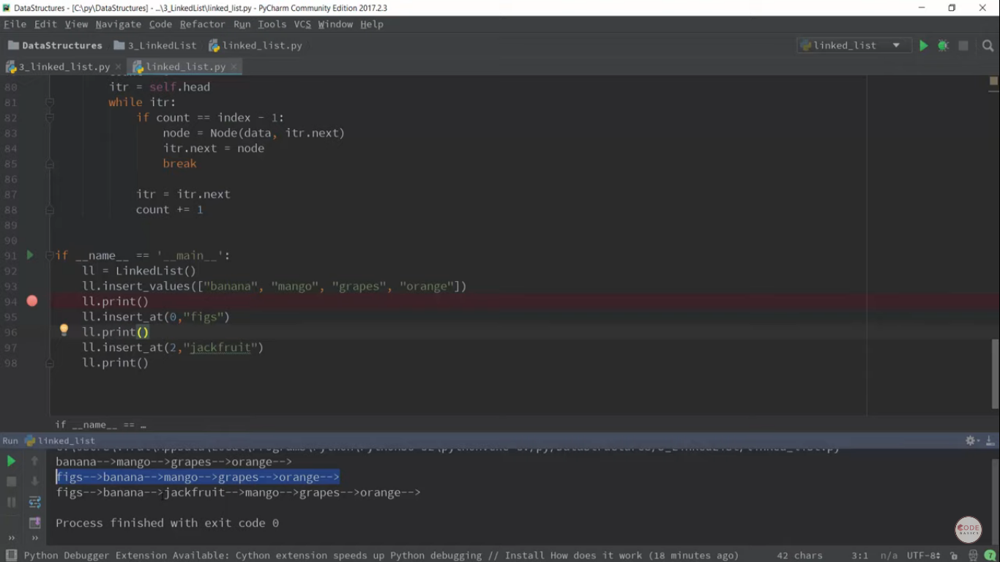 DataStructures - [C:\py\DataStructures] - ...\3_LinkedList\linked_list.py - PyCharm Community Edition 2017.2.3
File Edit View Navigate Code Refactor Run Tools VCS Window Help
DataStructures 3_LinkedList linked_list.py linked_list
3_linked_list.py linked_list.py
80 itr = self.head
81 while itr:
82 if count == index - 1:
83 node = Node(data, itr.next)
84 itr.next = node
85 break
86
87 itr = itr.next
88 count += 1
89
90
91 if __name__ == '__main__':
92 ll = LinkedList()
93 ll.insert_values(["banana", "mango", "grapes", "orange"])
94 ll.print()
95 ll.insert_at(0,"figs")
96 ll.print()
97 ll.insert_at(2,"jackfruit")
98 ll.print()
if __name__ == …
Run linked_list
banana-->mango-->grapes-->orange-->
figs-->banana-->mango-->grapes-->orange-->
figs-->banana-->jackfruit-->mango-->grapes-->orange-->
Process finished with exit code 0
CODE
BASICS
Python Debugger Extension Available: Cython extension speeds up Python debugging // Install How does it work (18 minutes ago) 42 chars 3:1 n/a UTF-8 7